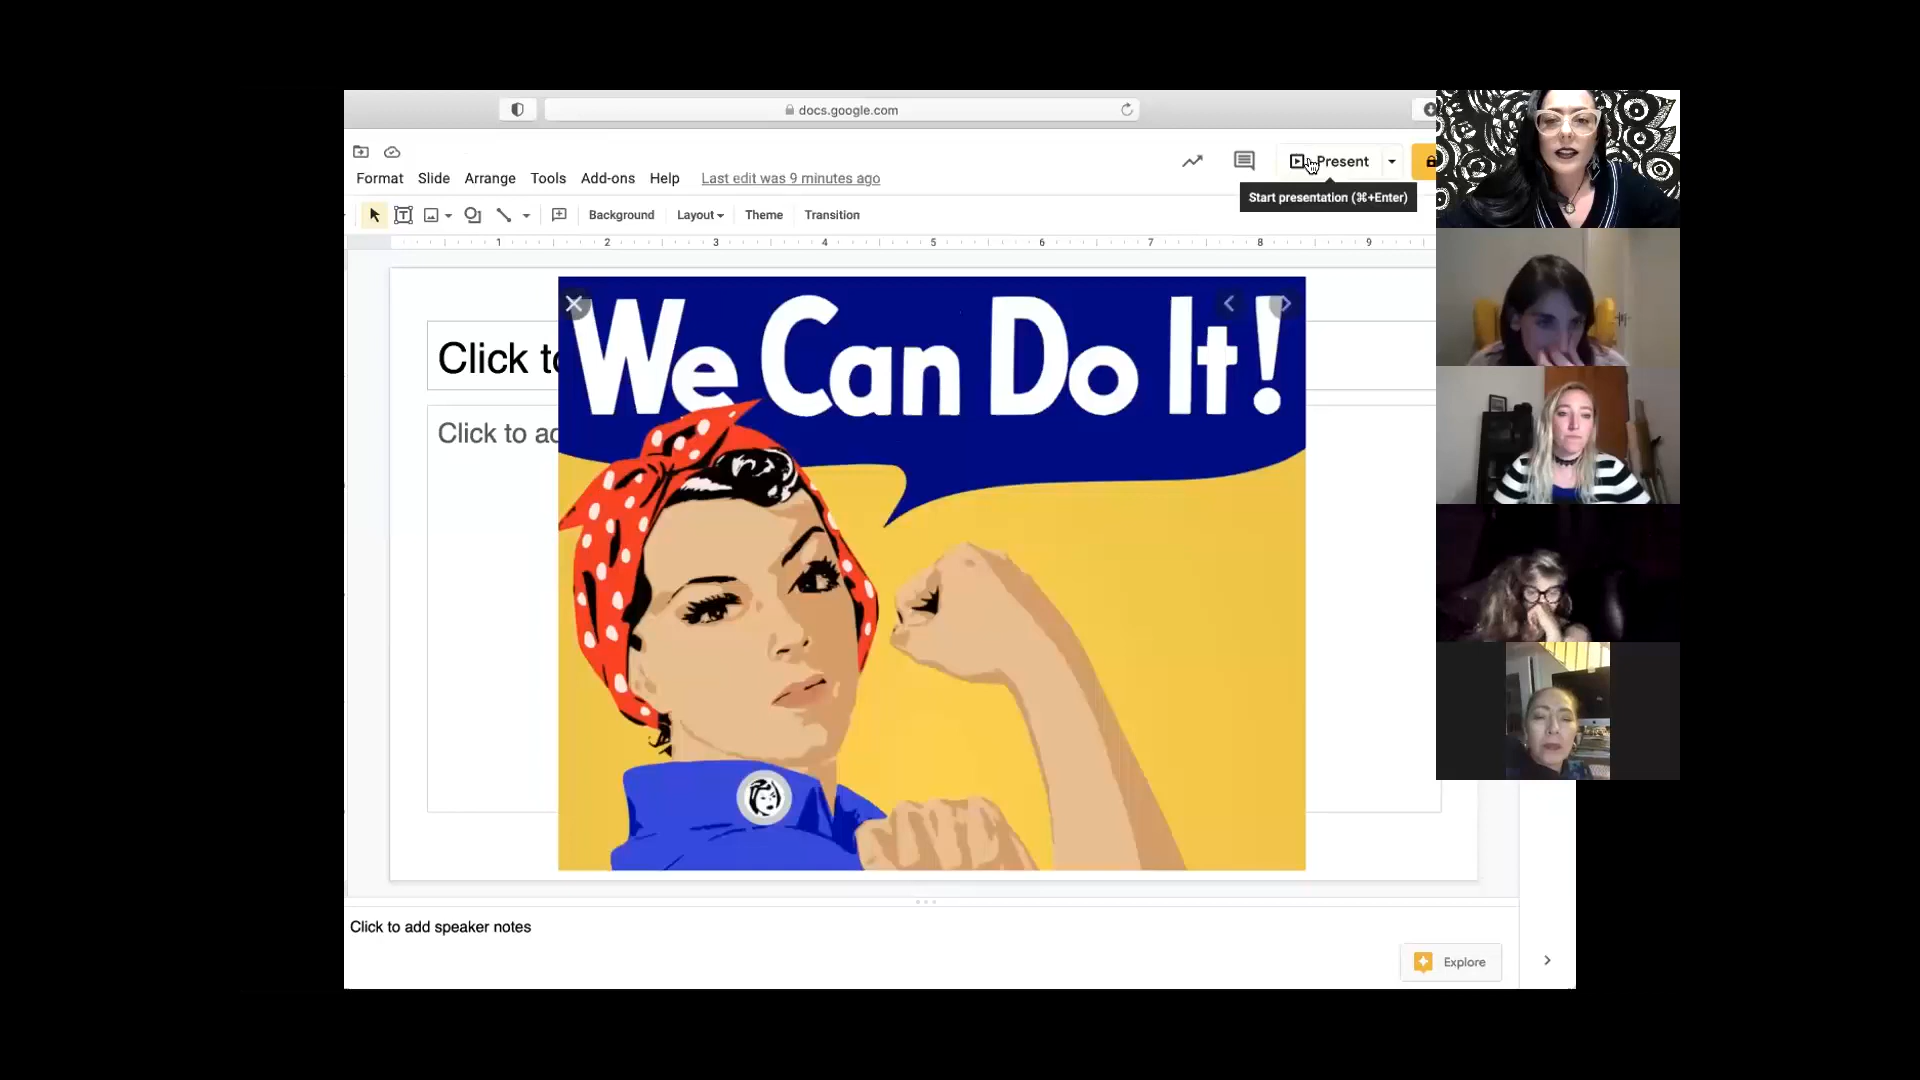 docs.google.com
Present
Format Slide Arrange Tools Add-ons Help Last edit was 9 minutes ago
Start presentation (⌘+Enter)
Background Layout Theme Transition
1 2 3 4 5 6 7 8 9
We Can Do It!
Click to
Click to ad
Click to add speaker notes
Explore